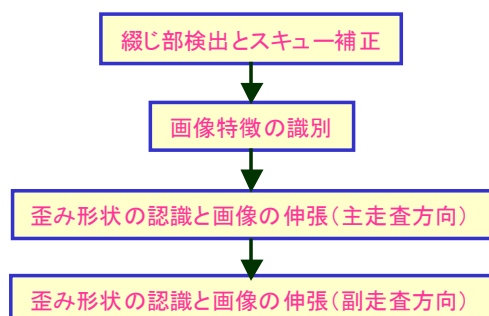 綴じ部検出とスキュー補正
画像特徴の識別
歪み形状の認識と画像の伸張（主走査方向）
歪み形状の認識と画像の伸張（副走査方向）